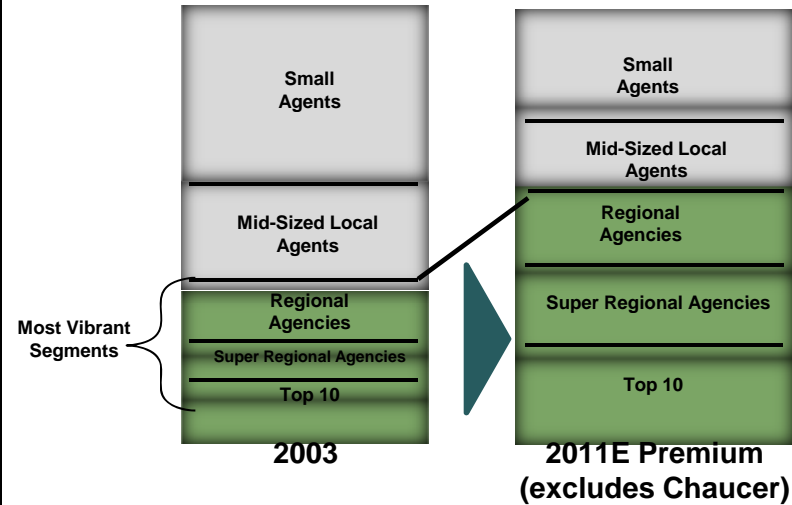 Small
Agents
Mid-Sized Local
Agents
Regional
Agencies
Super Regional Agencies
Top 10
Most Vibrant
Segments
2003
Small
Agents
Mid-Sized Local
Agents
Regional
Agencies
Super Regional Agencies
Top 10
2011E Premium
(excludes Chaucer)